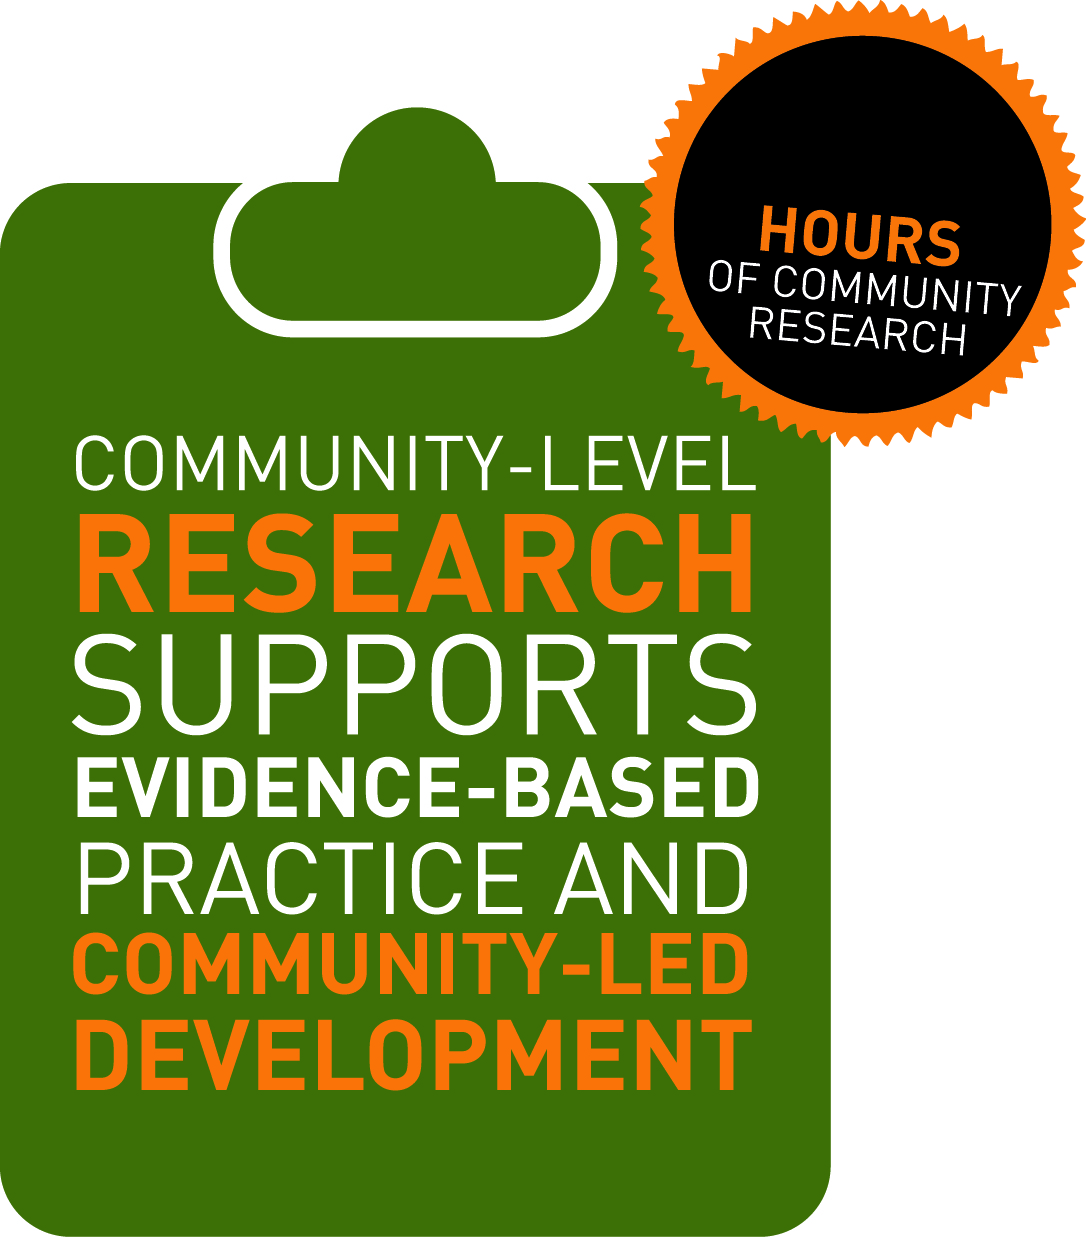 HOURS
OF COMMUNITY
RESEARCH
COMMUNITY-LEVEL
RESEARCH
SUPPORTS
EVIDENCE-BASED
PRACTICE AND
COMMUNITY-LED
DEVELOPMENT